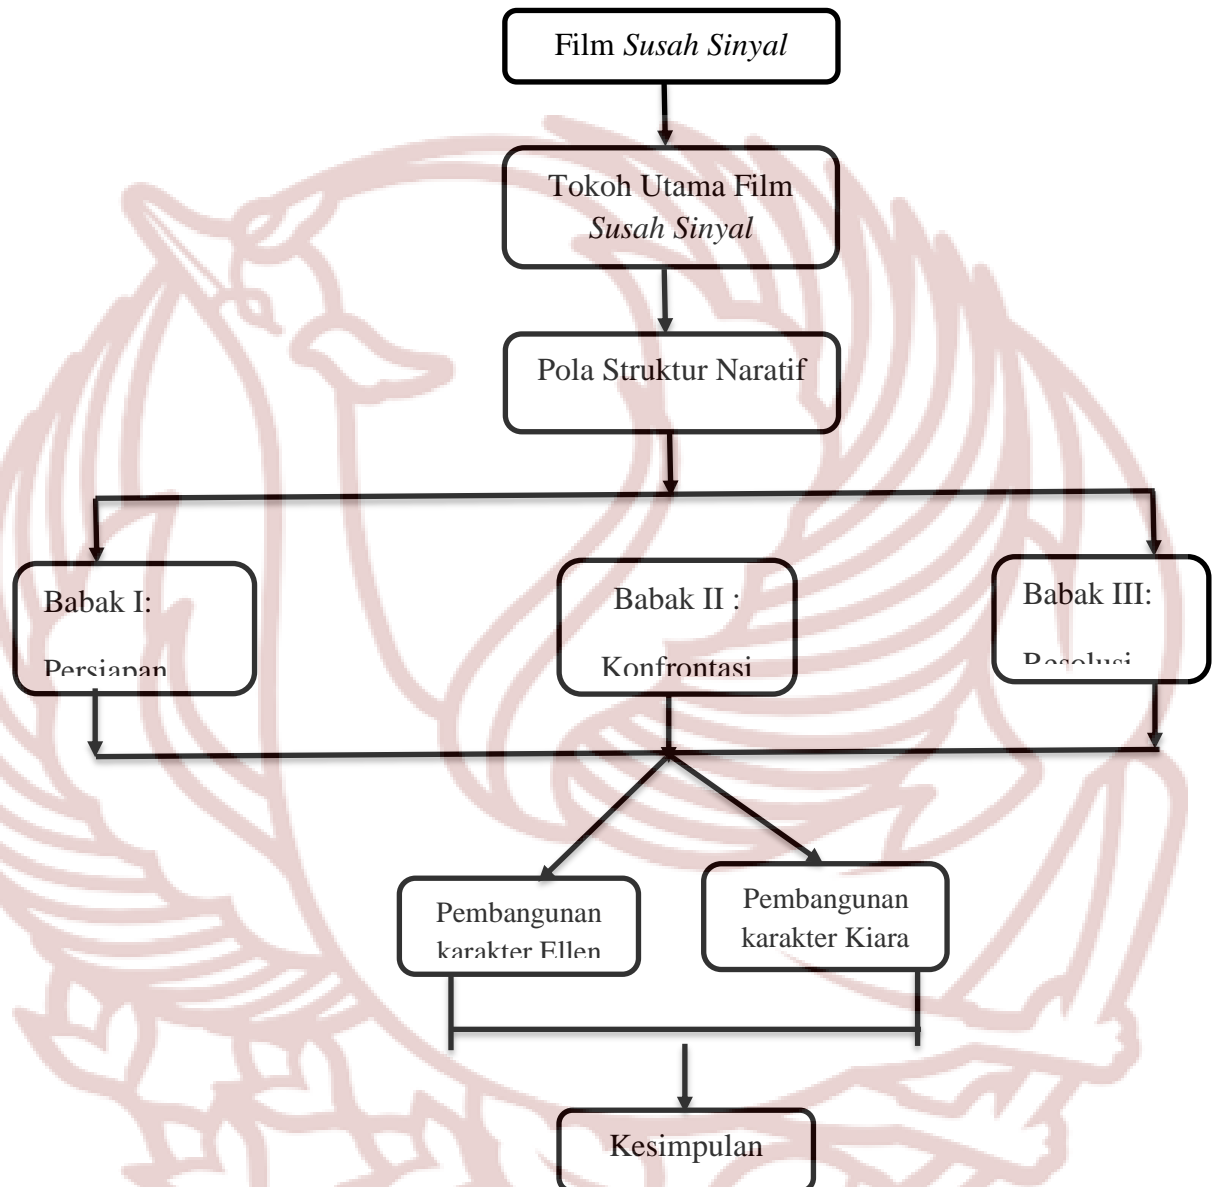 Film Susah Sinyal
Tokoh Utama Film
Susah Sinyal
Pola Struktur Naratif
Babak I:
Persiapan
Babak II :
Konfrontasi
Babak III:
Resolusi
Pembangunan
karakter Ellen
Pembangunan
karakter Kiara
Kesimpulan